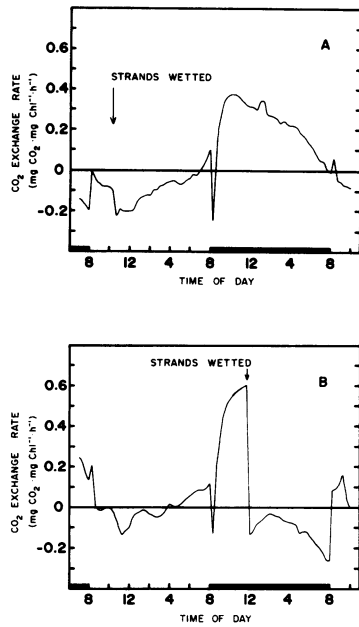 A
STRANDS WETTED
CO₂ EXCHANGE RATE
(mg CO₂·mg Chl⁻¹·h⁻¹)
0.4
0.2
0
-0.2
8 12 4 8 12 4 8
TIME OF DAY
STRANDS WETTED
B
CO₂ EXCHANGE RATE
(mg CO₂·mg Chl⁻¹·h⁻¹)
0.6
0.4
0.2
0
-0.2
8 12 4 8 12 4 8
TIME OF DAY